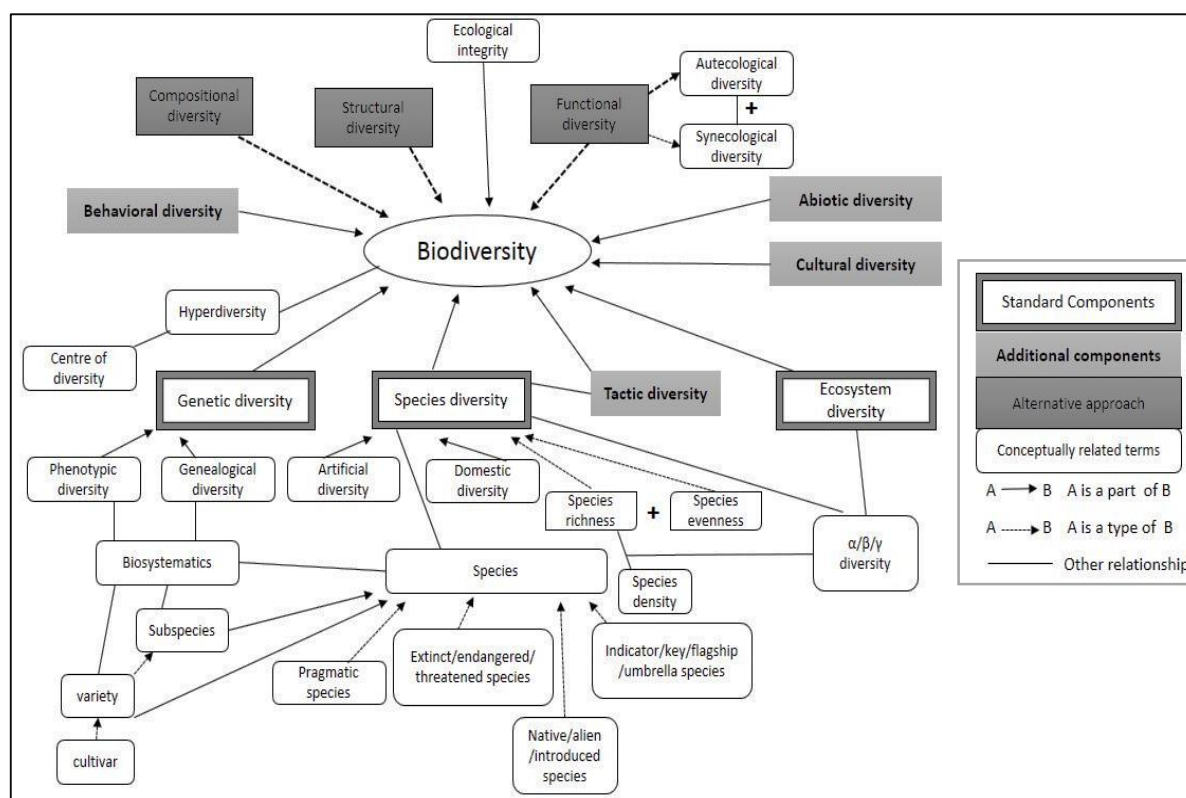 Ecological
integrity
Autecological
diversity
Compositional
diversity
Structural
diversity
Functional
diversity
+
Synecological
diversity
Behavioral diversity
Abiotic diversity
Biodiversity
Cultural diversity
Hyperdiversity
Centre of
diversity
Genetic diversity
Species diversity
Tactic diversity
Ecosystem
diversity
Phenotypic
diversity
Genealogical
diversity
Artificial
diversity
Domestic
diversity
Species
richness
+
Species
evenness
α/β/γ
diversity
Biosystematics
Species
Species
density
Subspecies
Pragmatic
species
Extinct/endangered/
threatened species
Indicator/key/flagship
/umbrella species
variety
Native/alien
/introduced
species
cultivar
Standard Components
Additional components
Alternative approach
Conceptually related terms
A B A is a part of B
A B A is a type of B
Other relationship